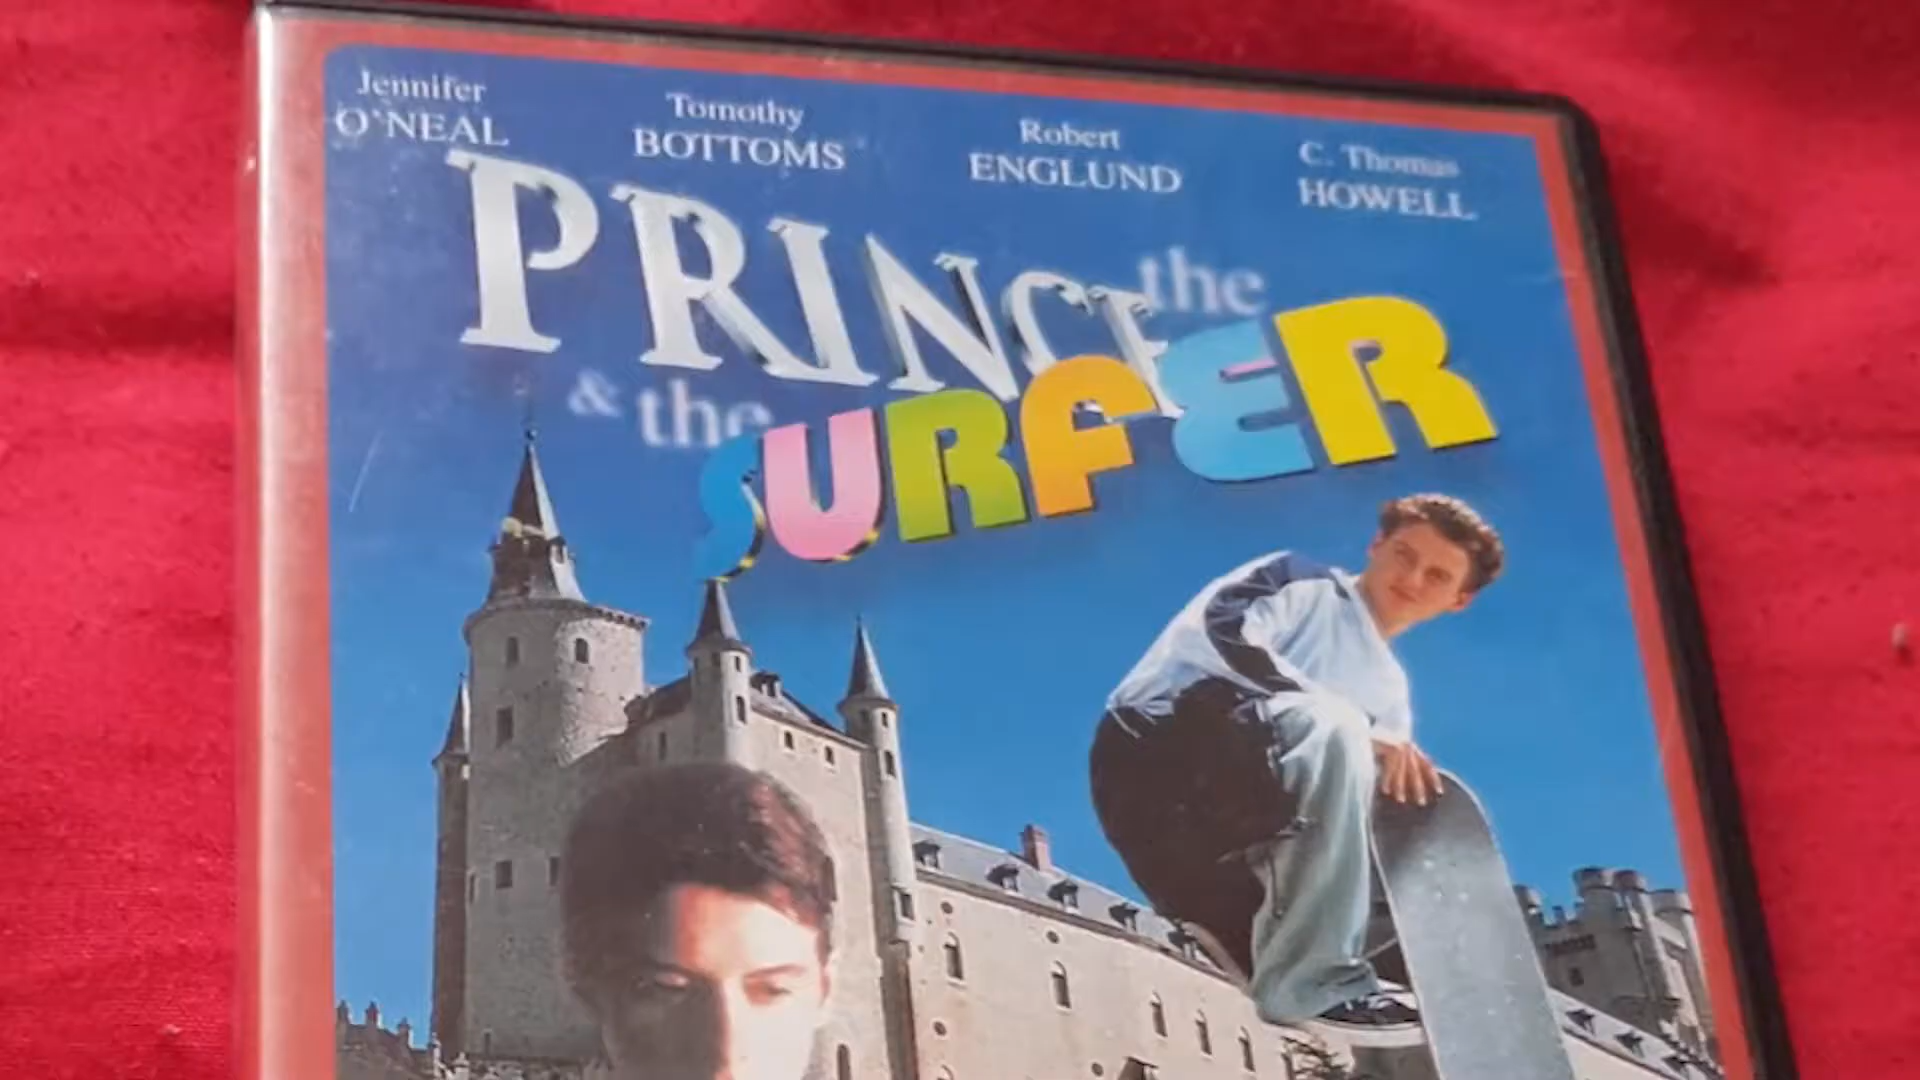 Jennifer O'NEAL
Tomothy BOTTOMS
Robert ENGLUND
C. Thomas HOWELL
the
PRINCE
& the
SURFER